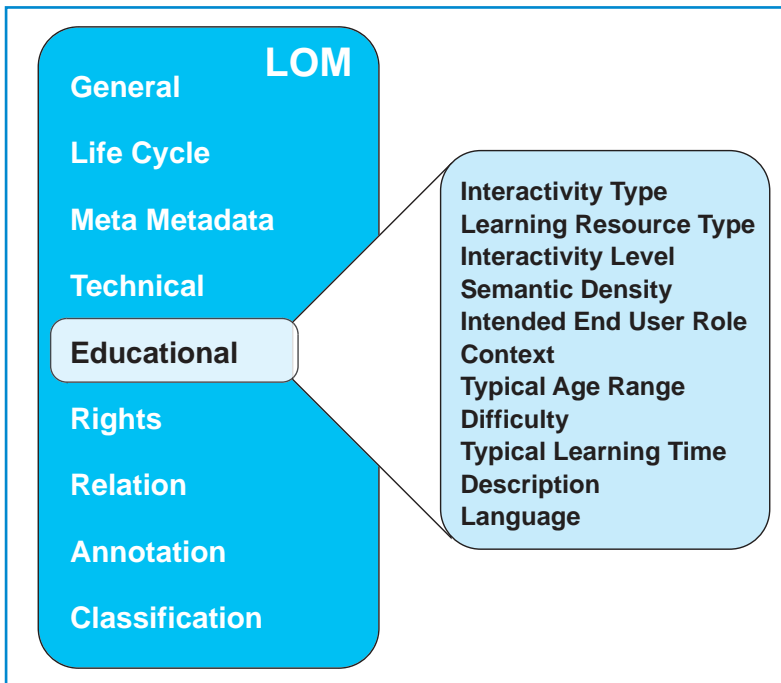 LOM
General
Life Cycle
Meta Metadata
Technical
Educational
Rights
Relation
Annotation
Classification
Interactivity Type
Learning Resource Type
Interactivity Level
Semantic Density
Intended End User Role
Context
Typical Age Range
Difficulty
Typical Learning Time
Description
Language